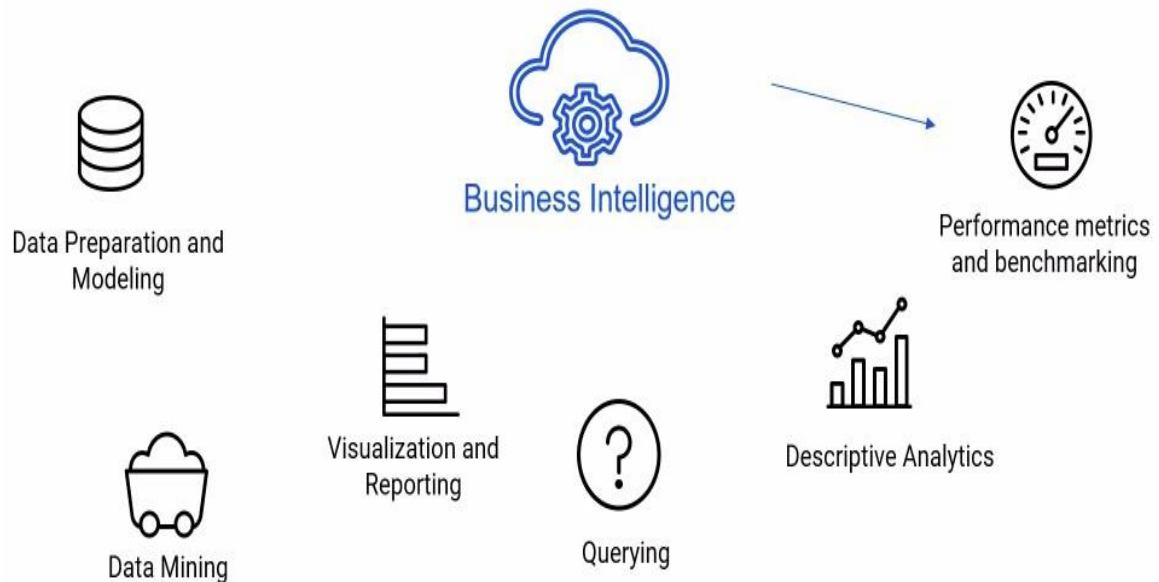 Business Intelligence
Data Preparation and
Modeling
Performance metrics
and benchmarking
Visualization and
Reporting
Descriptive Analytics
?
Querying
Data Mining